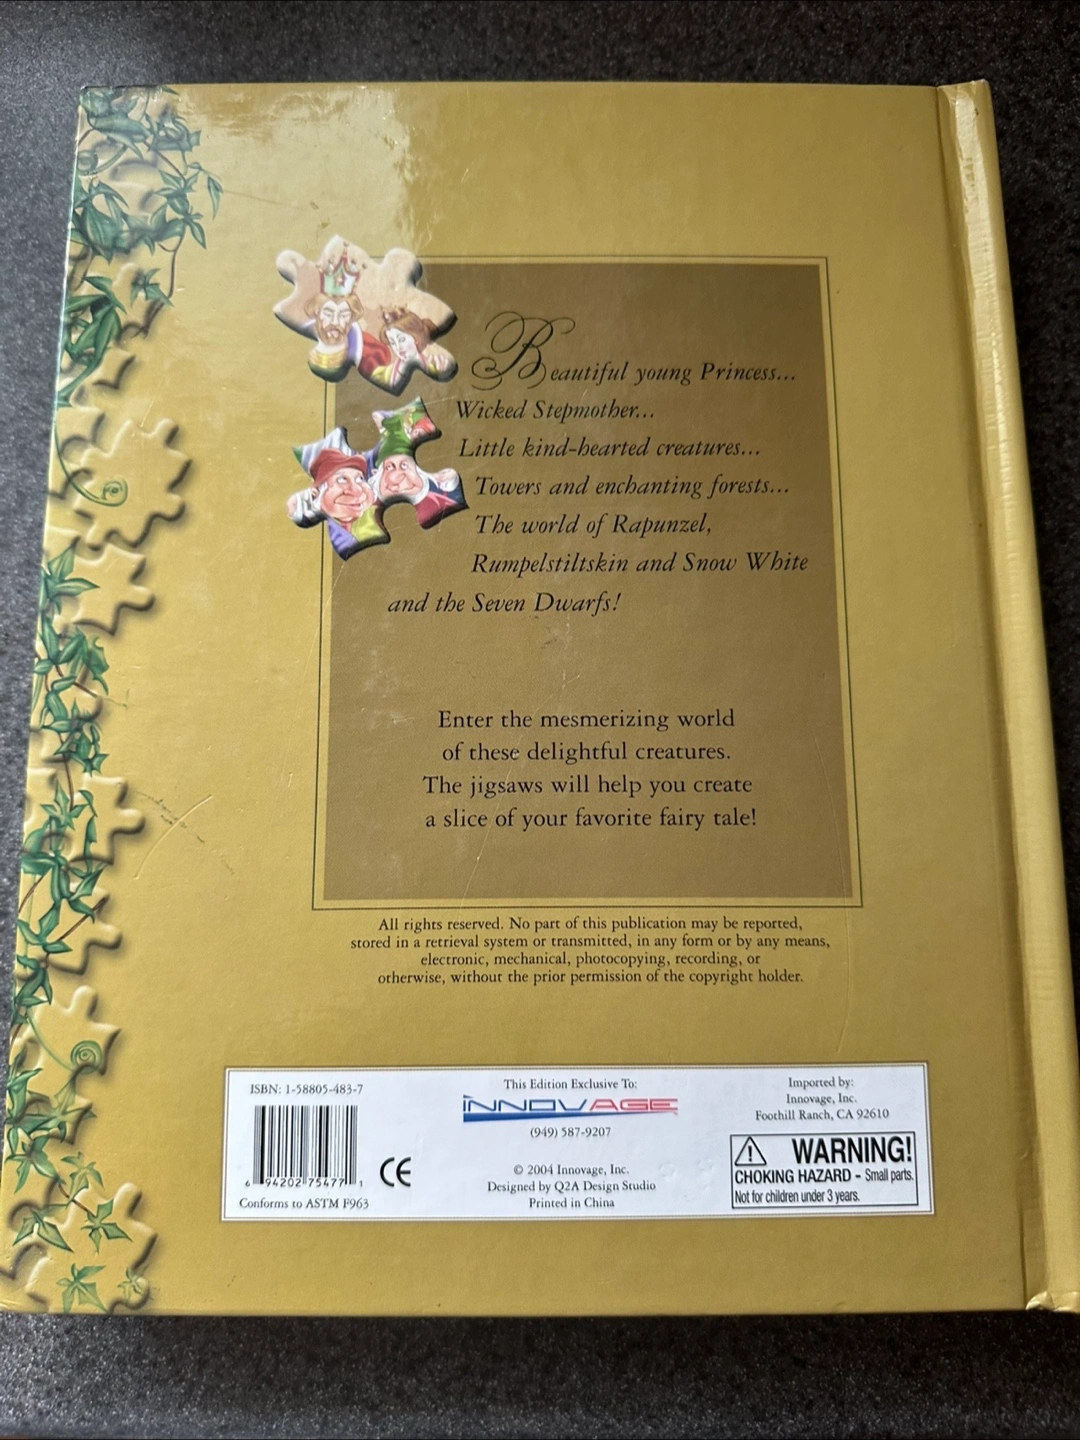 Beautiful young Princess...
Wicked Stepmother...
Little kind-hearted creatures...
Towers and enchanting forests...
The world of Rapunzel,
Rumpelstiltskin and Snow White
and the Seven Dwarfs!
Enter the mesmerizing world
of these delightful creatures.
The jigsaws will help you create
a slice of your favorite fairy tale!
All rights reserved. No part of this publication may be reported,
stored in a retrieval system or transmitted, in any form or by any means,
electronic, mechanical, photocopying, recording, or
otherwise, without the prior permission of the copyright holder.
ISBN: 1-58805-483-7
6 94202 75477 1
Conforms to ASTM F963
CE
This Edition Exclusive To:
INNOVAGE
(949) 587-9207
© 2004 Innovage, Inc.
Designed by Q2A Design Studio
Printed in China
Imported by:
Innovage, Inc.
Foothill Ranch, CA 92610
WARNING!
CHOKING HAZARD - Small parts.
Not for children under 3 years.